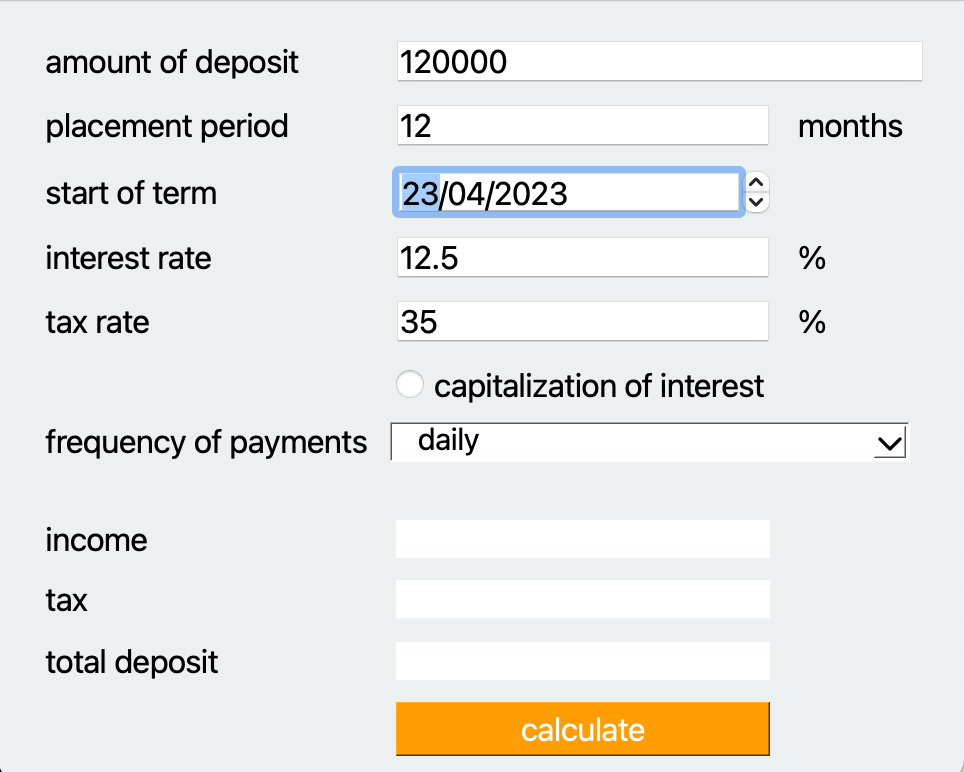 amount of deposit 120000
placement period 12 months
start of term 23/04/2023
interest rate 12.5 %
tax rate 35 %
capitalization of interest
frequency of payments daily
income
tax
total deposit
calculate